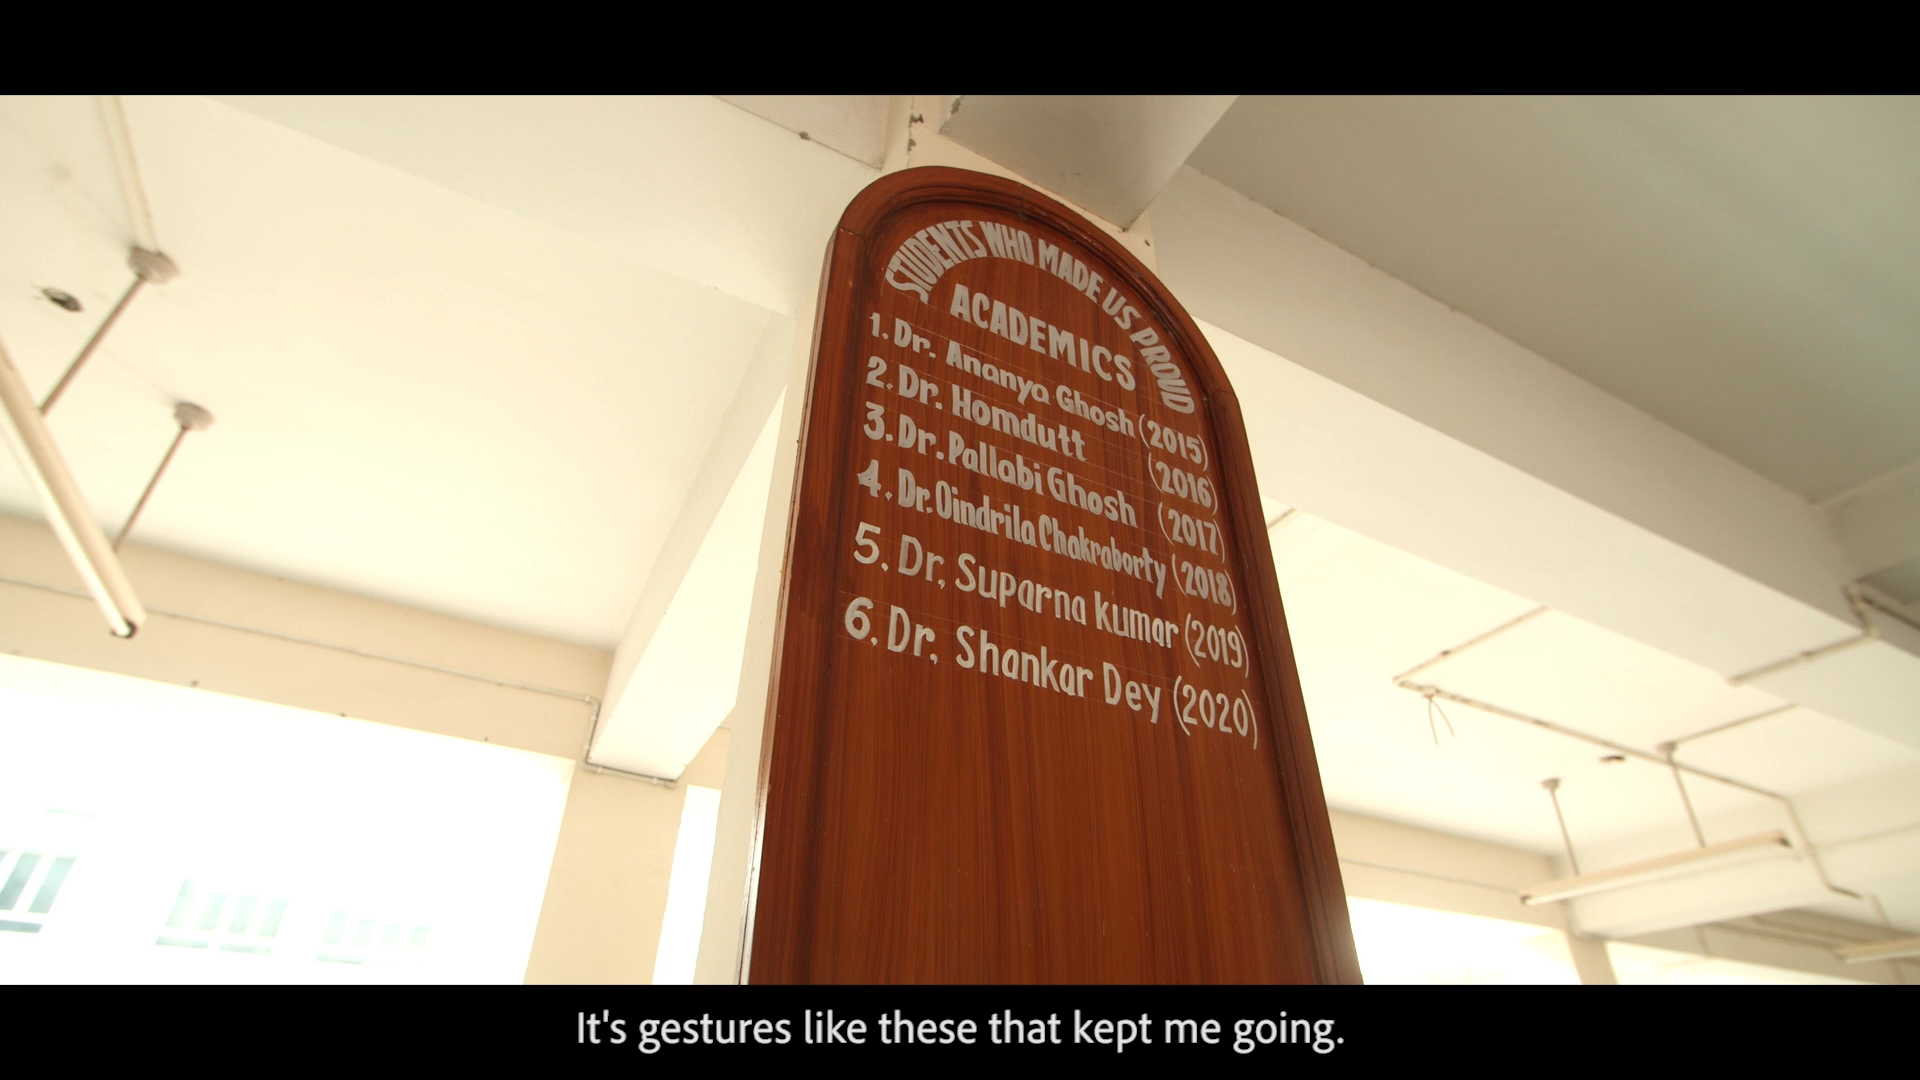 STUDENTS WHO MADE US PROUD
ACADEMICS
1. Dr. Ananya Ghosh (2015)
2. Dr. Homdutt (2016)
3. Dr. Pallabi Ghosh (2017)
4. Dr. Oindrila Chakraborty (2018)
5. Dr. Suparna kumar (2019)
6. Dr. Shankar Dey (2020)
It's gestures like these that kept me going.